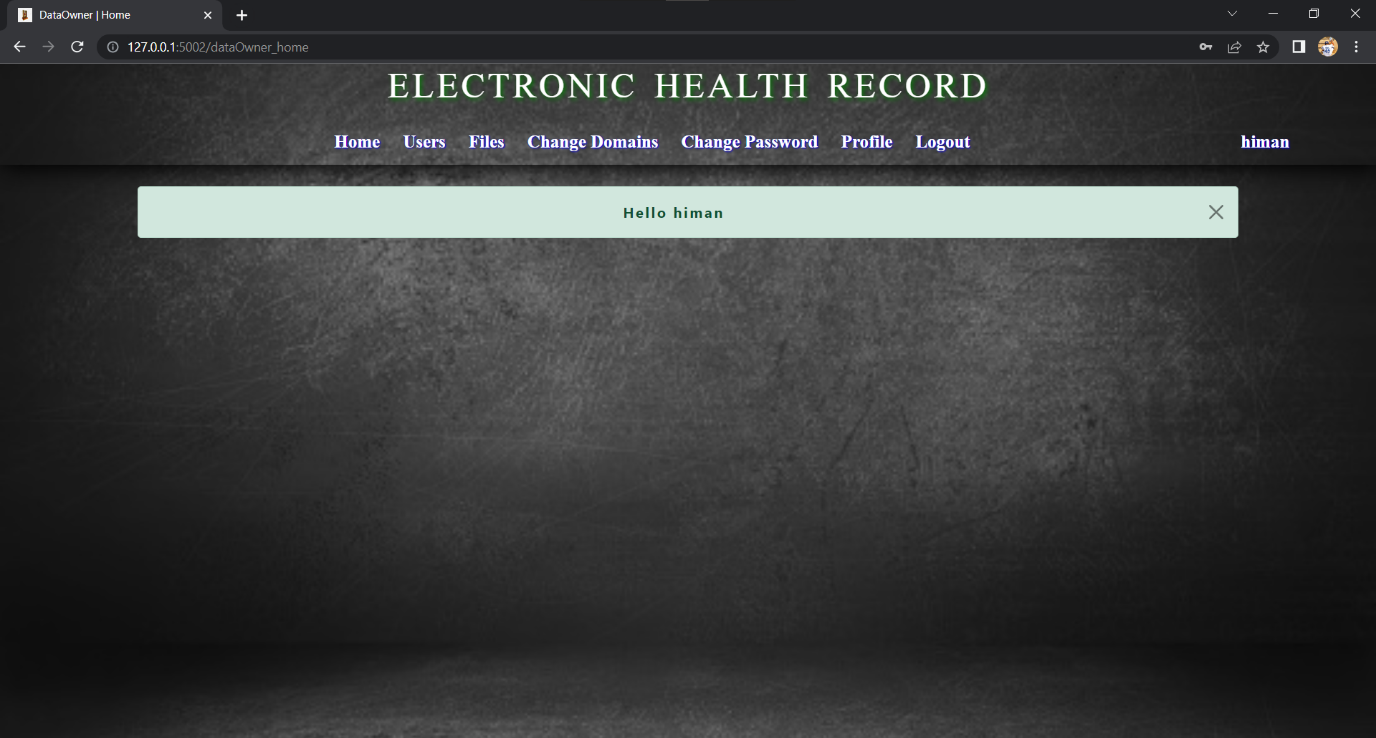 DataOwner | Home
127.0.0.1:5002/dataOwner_home
ELECTRONIC HEALTH RECORD
Home Users Files Change Domains Change Password Profile Logout himan
Hello himan